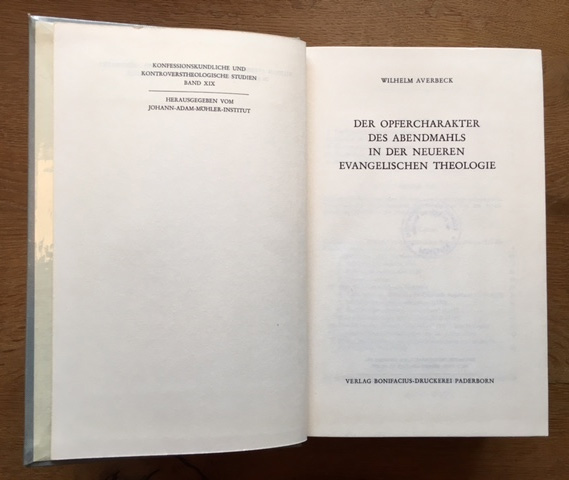 KONFESSIONSKUNDLICHE UND
KONTROVERSTHEOLOGISCHE STUDIEN
BAND XIX
HERAUSGEGEBEN VOM
JOHANN-ADAM-MÖHLER-INSTITUT
WILHELM AVERBECK
DER OPFERCHARAKTER
DES ABENDMAHLS
IN DER NEUEREN
EVANGELISCHEN THEOLOGIE
VERLAG BONIFACIUS-DRUCKEREI PADERBORN